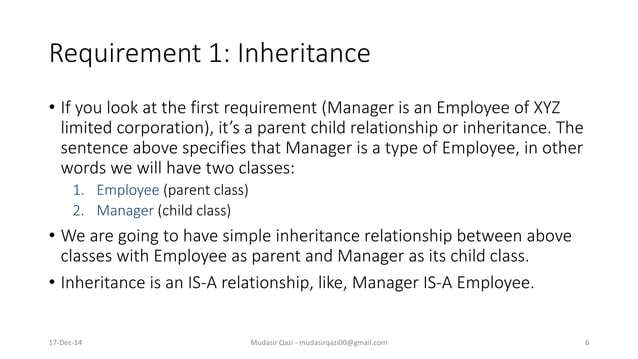 Requirement 1: Inheritance
• If you look at the first requirement (Manager is an Employee of XYZ
limited corporation), it’s a parent child relationship or inheritance. The
sentence above specifies that Manager is a type of Employee, in other
words we will have two classes:
1. Employee (parent class)
2. Manager (child class)
• We are going to have simple inheritance relationship between above
classes with Employee as parent and Manager as its child class.
• Inheritance is an IS-A relationship, like, Manager IS-A Employee.
17-Dec-14 Mudasir Qazi - mudasirqazi00@gmail.com 6